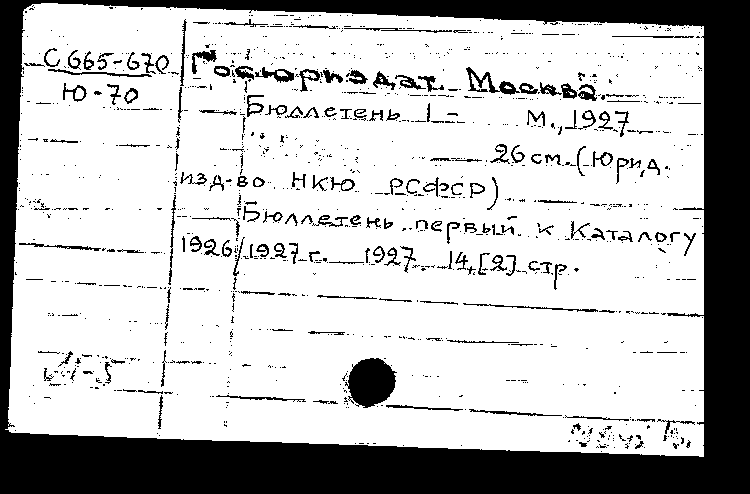 С 665-670
Ю-70
Госюриздат. Москва.
Бюллетень 1 - М., 1927
26 см. (Юрид.
изд-во НКЮ РСФСР)
Бюллетень первый к Каталогу
1926/1927 г. 1927. 14,[2] стр.